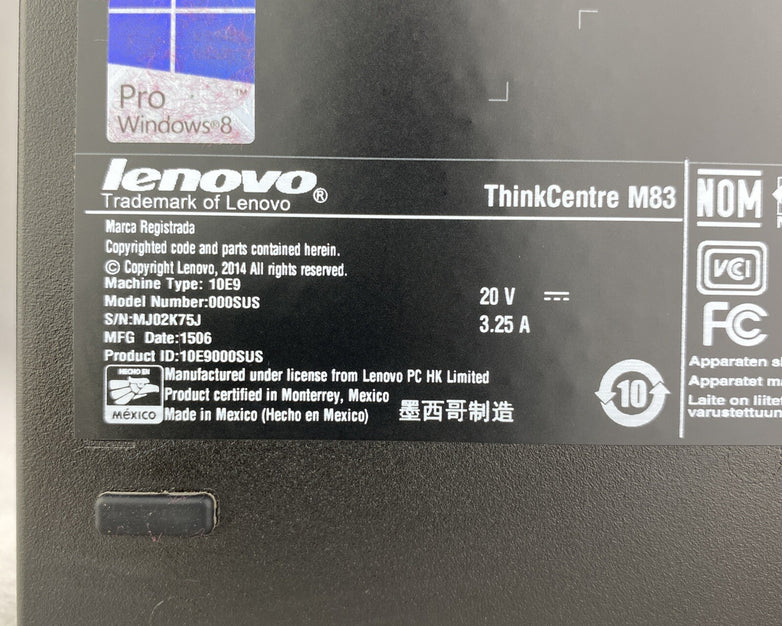 Pro
Windows®8
™
lenovo®
Trademark of Lenovo
ThinkCentre M83
Marca Registrada
Copyrighted code and parts contained herein.
© Copyright Lenovo, 2014 All rights reserved.
Machine Type: 10E9
Model Number:000SUS
S/N:MJ02K75J
MFG Date:1506
Product ID:10E9000SUS
20 V
3.25 A
HECHO EN
MÉXICO
Manufactured under license from Lenovo PC HK Limited
Product certified in Monterrey, Mexico
Made in Mexico (Hecho en Mexico) 墨西哥制造
10
NOM
VCI
FC
Apparaten
Apparatet
Laite on
varustettuun